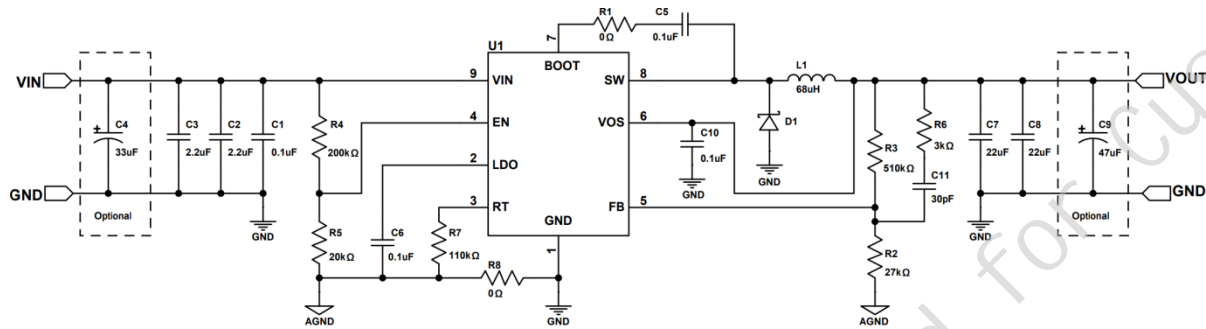 R1
0Ω
C5
0.1uF
U1
7
BOOT
VIN
9
VIN
SW
8
L1
68uH
VOUT
C4
33uF
C3
2.2uF
C2
2.2uF
C1
0.1uF
R4
200kΩ
4
EN
VOS
6
C10
0.1uF
GND
D1
GND
R3
510kΩ
R6
3kΩ
C11
30pF
C7
22uF
C8
22uF
C9
47uF
2
LDO
GND
Optional
GND
3
RT
GND
1
FB
5
GND
GND
Optional
R5
20kΩ
C6
0.1uF
R7
110kΩ
R8
0Ω
R2
27kΩ
AGND
GND
AGND
d for Cus